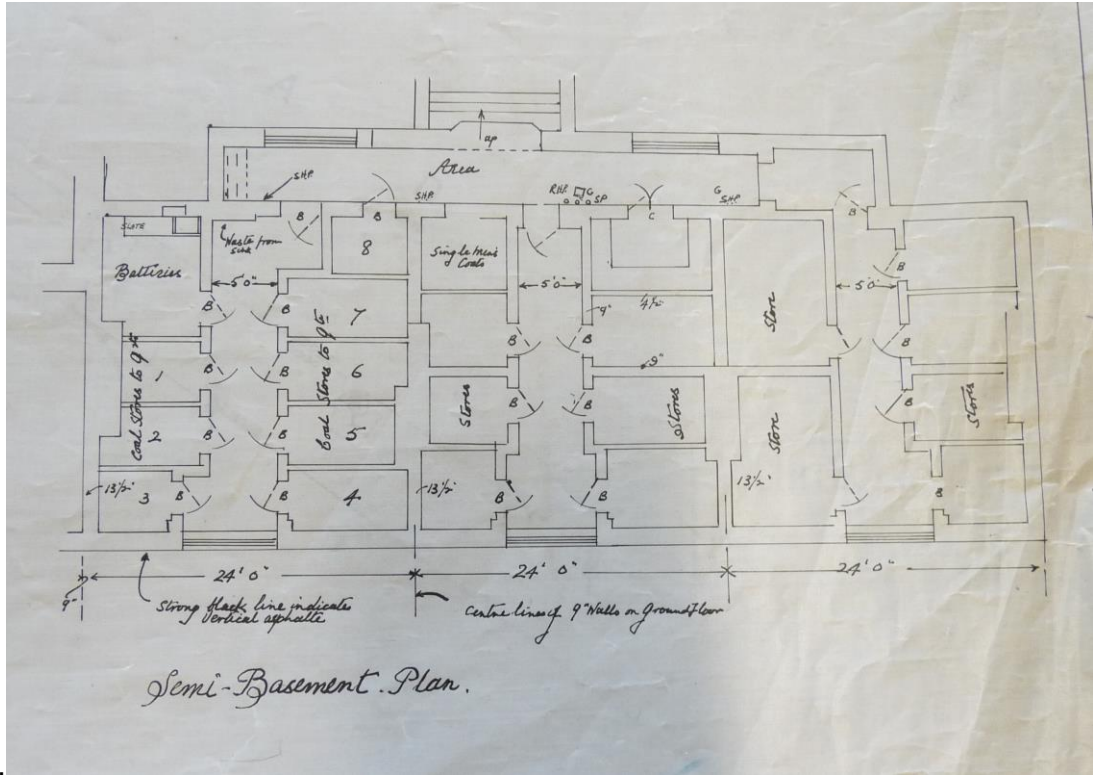 up
Area
S.H.P.
S.H.P.
R.H.P.
G
S.P.
G
S.H.P.
B
B
C
B
SLATE
Waste from
Sink
8
Single Men's
Coals
Batteries
5'0"
5'0"
5'0"
B
B
B
7
9"
4½"
Store
B
B
B
B
B
Coal Stores to Qrs
1
B
B
Coal Stores to Qrs
6
9"
2
B
B
5
Stores
B
B
Stores
Store
B
Stores
3
13½"
B
B
4
13½"
B
B
13½"
B
24' 0"
24' 0"
24' 0"
9"
Strong black line indicates
vertical asphalte
Centre lines of 9" Walls on Ground floor
Semi-Basement. Plan.